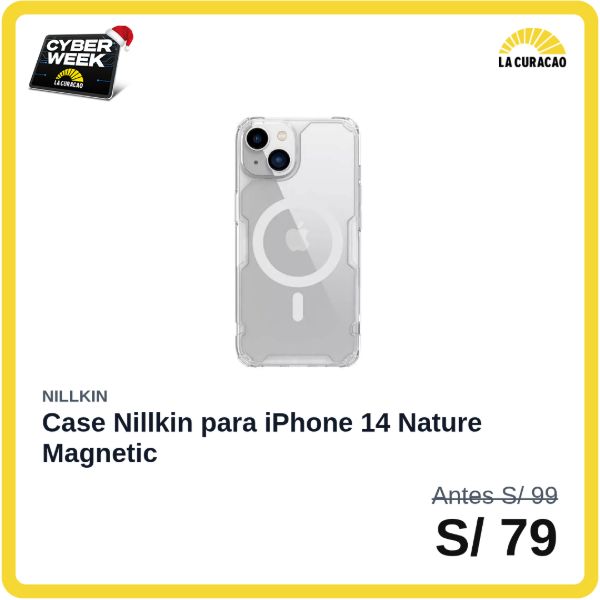 CYBER
WEEK
LA CURACAO
LA CURACAO
NILLKIN
Case Nillkin para iPhone 14 Nature
Magnetic
Antes S/ 99
S/ 79